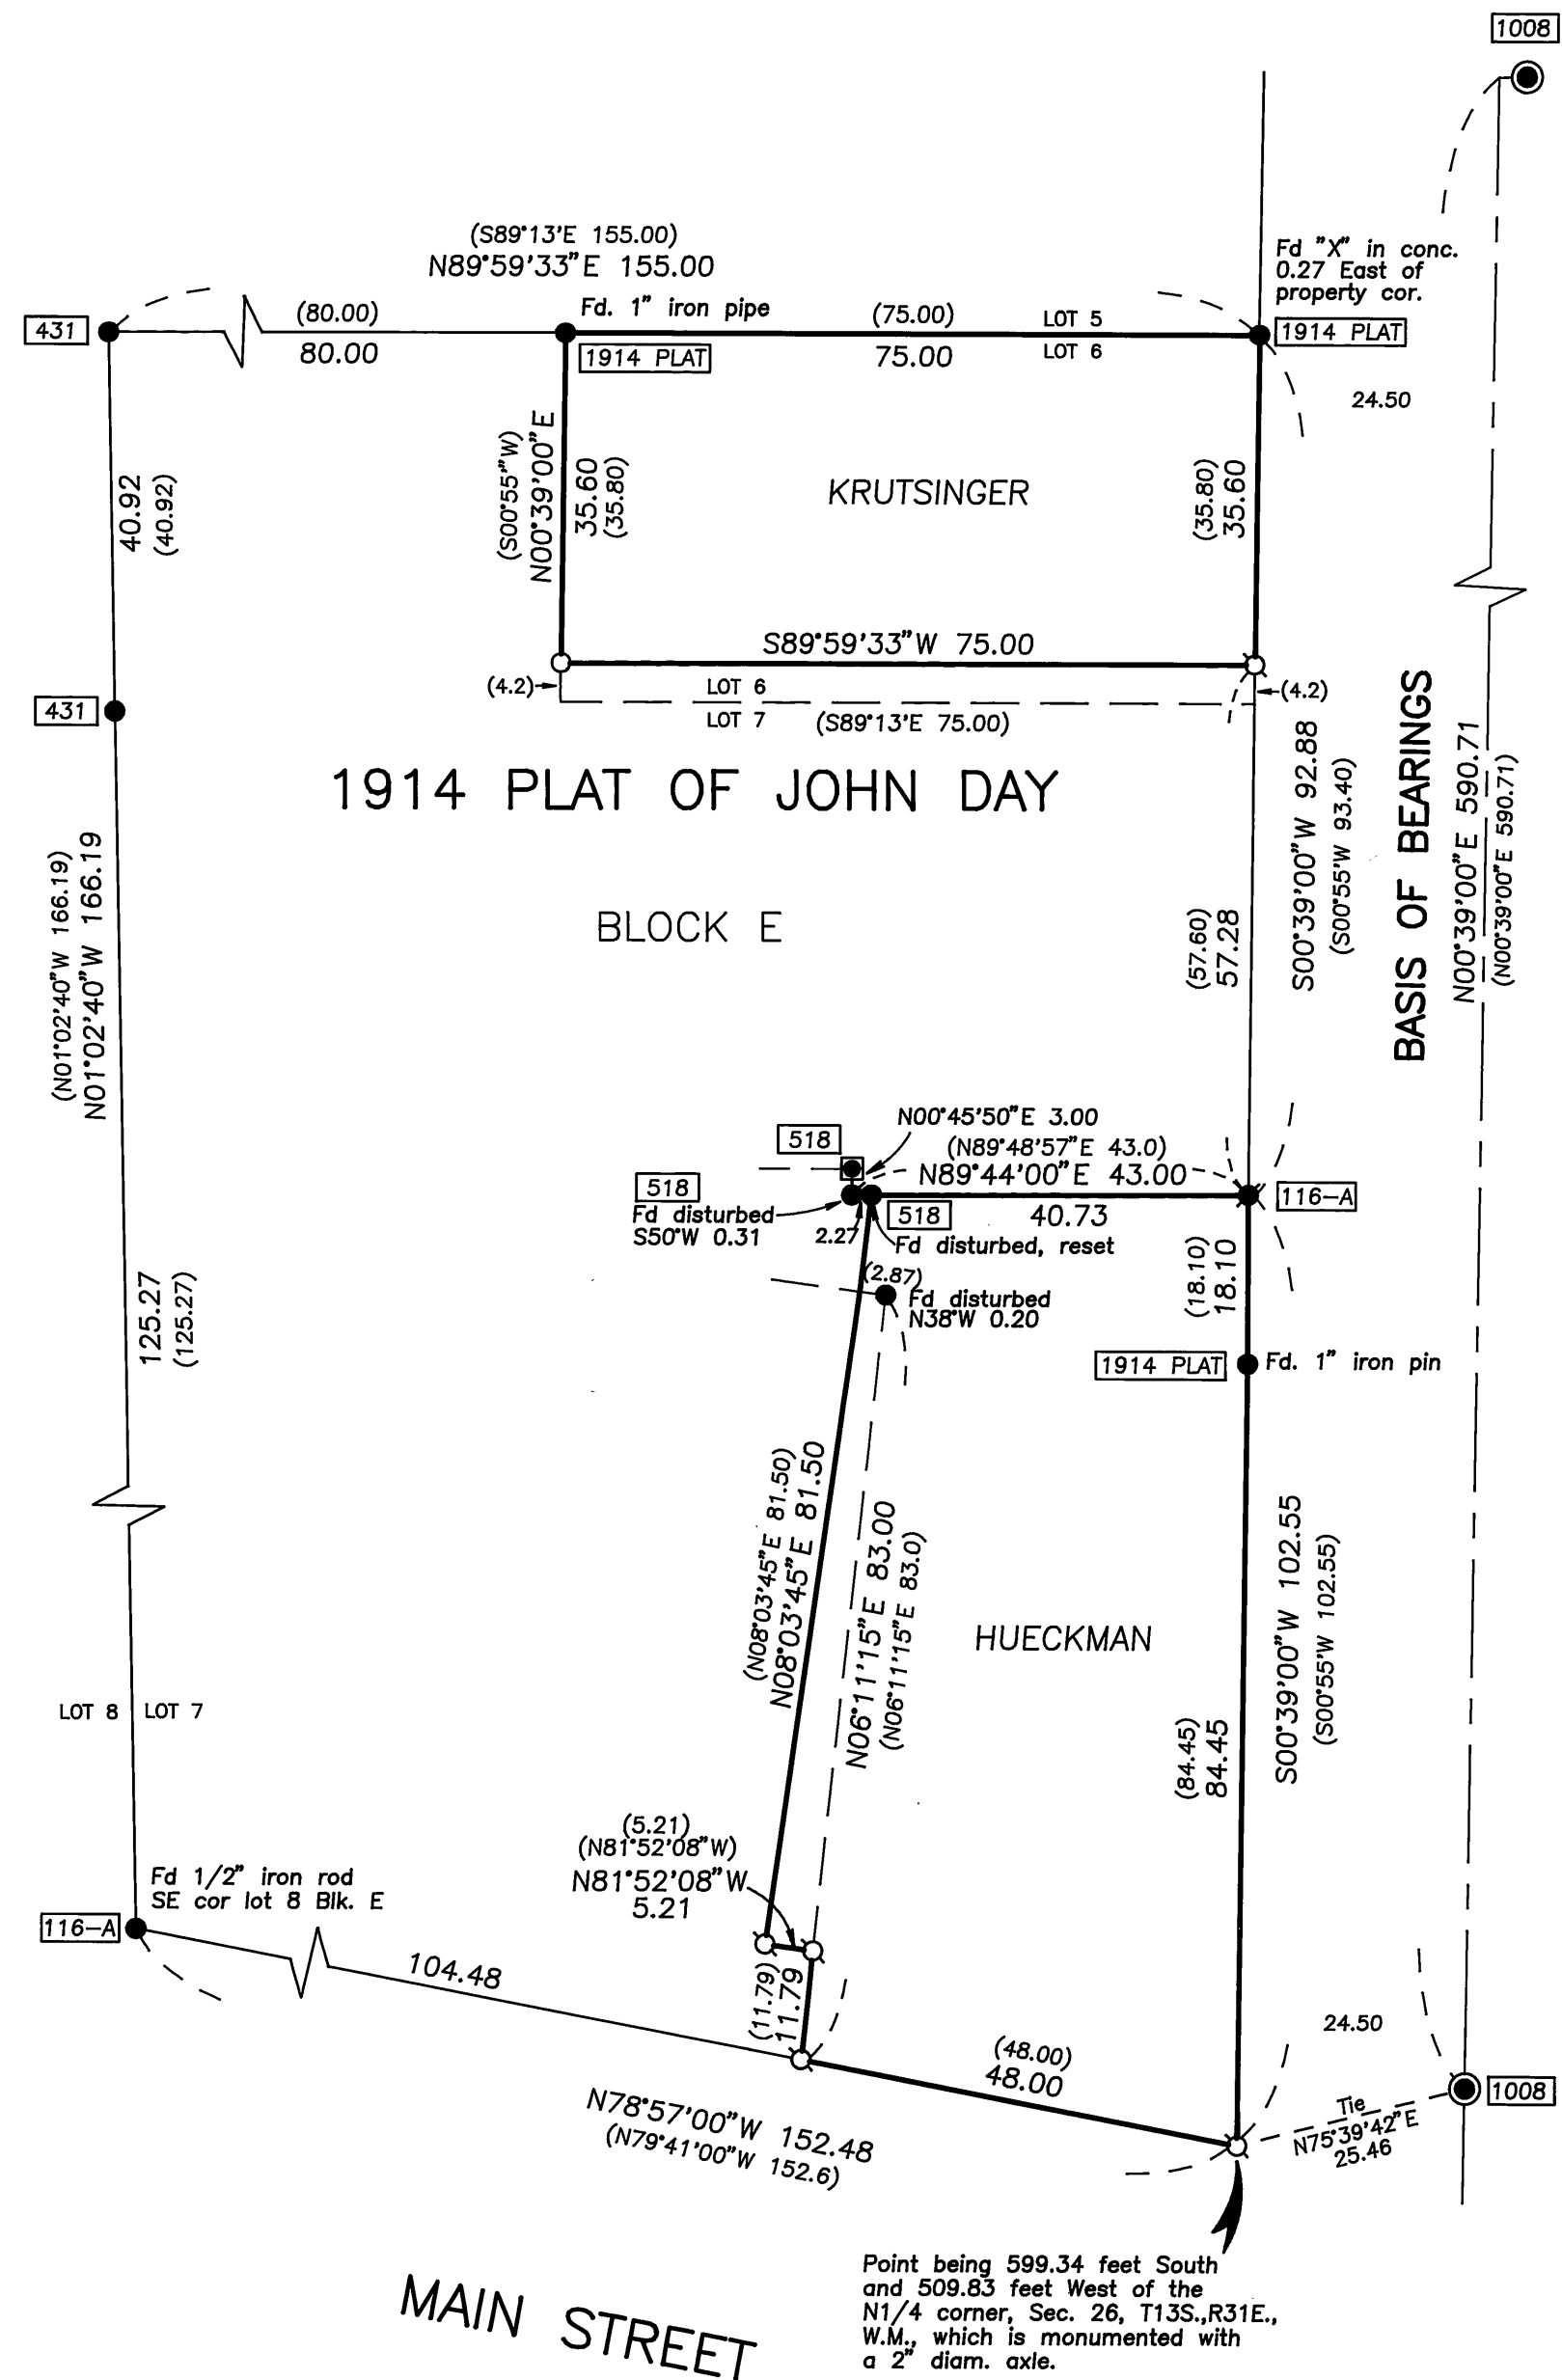 1008
(S89°13'E 155.00)
N89°59'33"E 155.00
Fd "X" in conc.
0.27 East of
property cor.
431
(80.00)
80.00
Fd. 1" iron pipe
1914 PLAT
(75.00)
75.00
LOT 5
LOT 6
1914 PLAT
24.50
40.92
(40.92)
(S00°55'"W)
N00°39'00"E
35.60
(35.80)
KRUTSINGER
(35.80)
35.60
S89°59'33"W 75.00
(4.2)
LOT 6
LOT 7
(S89°13'E 75.00)
(4.2)
431
1914 PLAT OF JOHN DAY
BLOCK E
(N01°02'40"W 166.19)
N01°02'40"W 166.19
(57.60)
57.28
S00°39'00"W 92.88
(S00°55'W 93.40)
BASIS OF BEARINGS
N00°39'00"E 590.71
(N00°39'00"E 590.71)
518
N00°45'50"E 3.00
(N89°48'57"E 43.0)
N89°44'00"E 43.00
518
Fd disturbed
S50°W 0.31
2.27
518
40.73
116-A
Fd disturbed, reset
(2.87)
Fd disturbed
N38°W 0.20
(18.10)
18.10
125.27
(125.27)
1914 PLAT
Fd. 1" iron pin
(N08°03'45"E 81.50)
N08°03'45"E 81.50
N06°11'15"E 83.00
(N06°11'15"E 83.0)
HUECKMAN
S00°39'00"W 102.55
(S00°55'W 102.55)
(84.45)
84.45
LOT 8
LOT 7
(5.21)
(N81°52'08"W)
N81°52'08"W
5.21
Fd 1/2" iron rod
SE cor lot 8 Blk. E
116-A
104.48
(11.79)
11.79
(48.00)
48.00
24.50
Tie
N75°39'42"E
25.46
1008
N78°57'00"W 152.48
(N79°41'00"W 152.6)
MAIN STREET
Point being 599.34 feet South
and 509.83 feet West of the
N1/4 corner, Sec. 26, T13S.,R31E.,
W.M., which is monumented with
a 2" diam. axle.